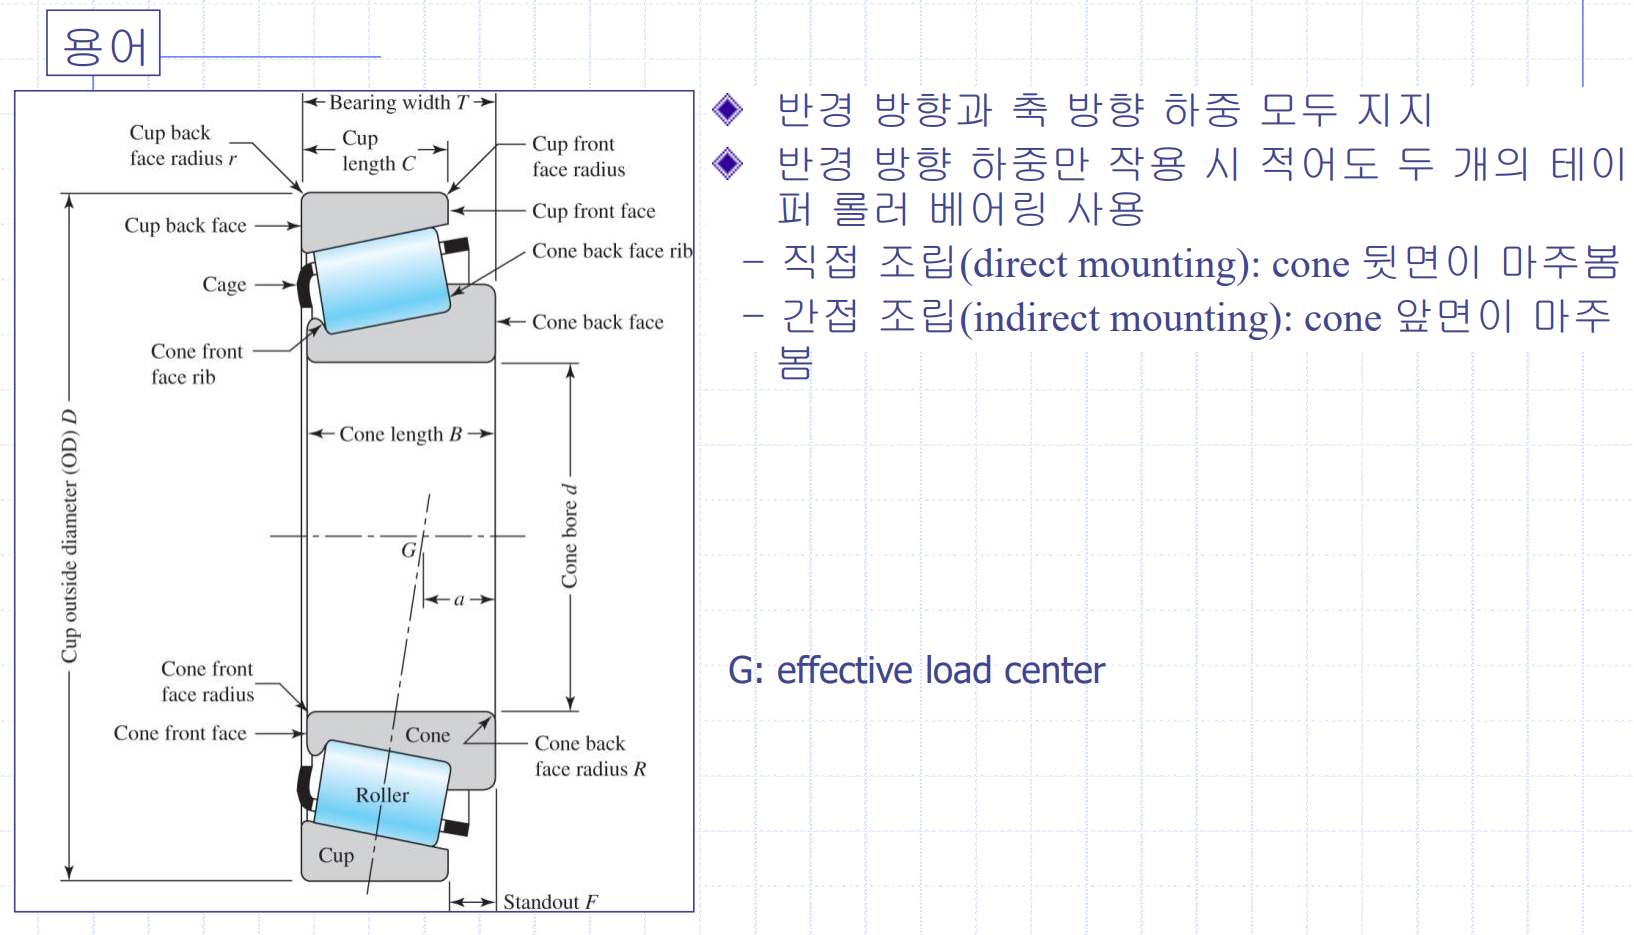 용어
Bearing width T
Cup back
face radius r
Cup
length C
Cup front
face radius
Cup back face
Cup front face
Cage
Cone back face rib
Cone back face
Cone front
face rib
Cone length B
Cup outside diameter (OD) D
Cone bore d
G
a
Cone front
face radius
Cone front face
Cone
Cone back
face radius R
Roller
Cup
Standout F
반경 방향과 축 방향 하중 모두 지지
반경 방향 하중만 작용 시 적어도 두 개의 테이
퍼 롤러 베어링 사용
– 직접 조립(direct mounting): cone 뒷면이 마주봄
– 간접 조립(indirect mounting): cone 앞면이 마주
봄
G: effective load center